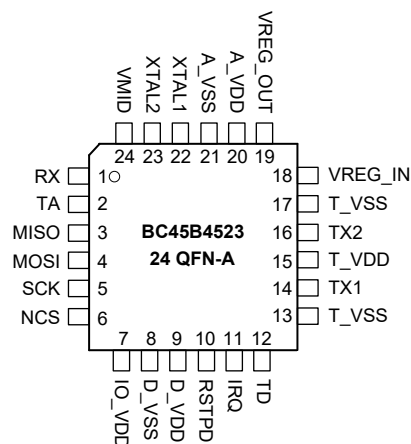 VMID
XTAL2
XTAL1
A_VSS
A_VDD
VREG_OUT
24 23 22 21 20 19
RX 1 18 VREG_IN
TA 2 17 T_VSS
MISO 3 BC45B4523 16 TX2
MOSI 4 24 QFN-A 15 T_VDD
SCK 5 14 TX1
NCS 6 13 T_VSS
7 8 9 10 11 12
IO_VDD
D_VSS
D_VDD
RSTPD
IRQ
TD